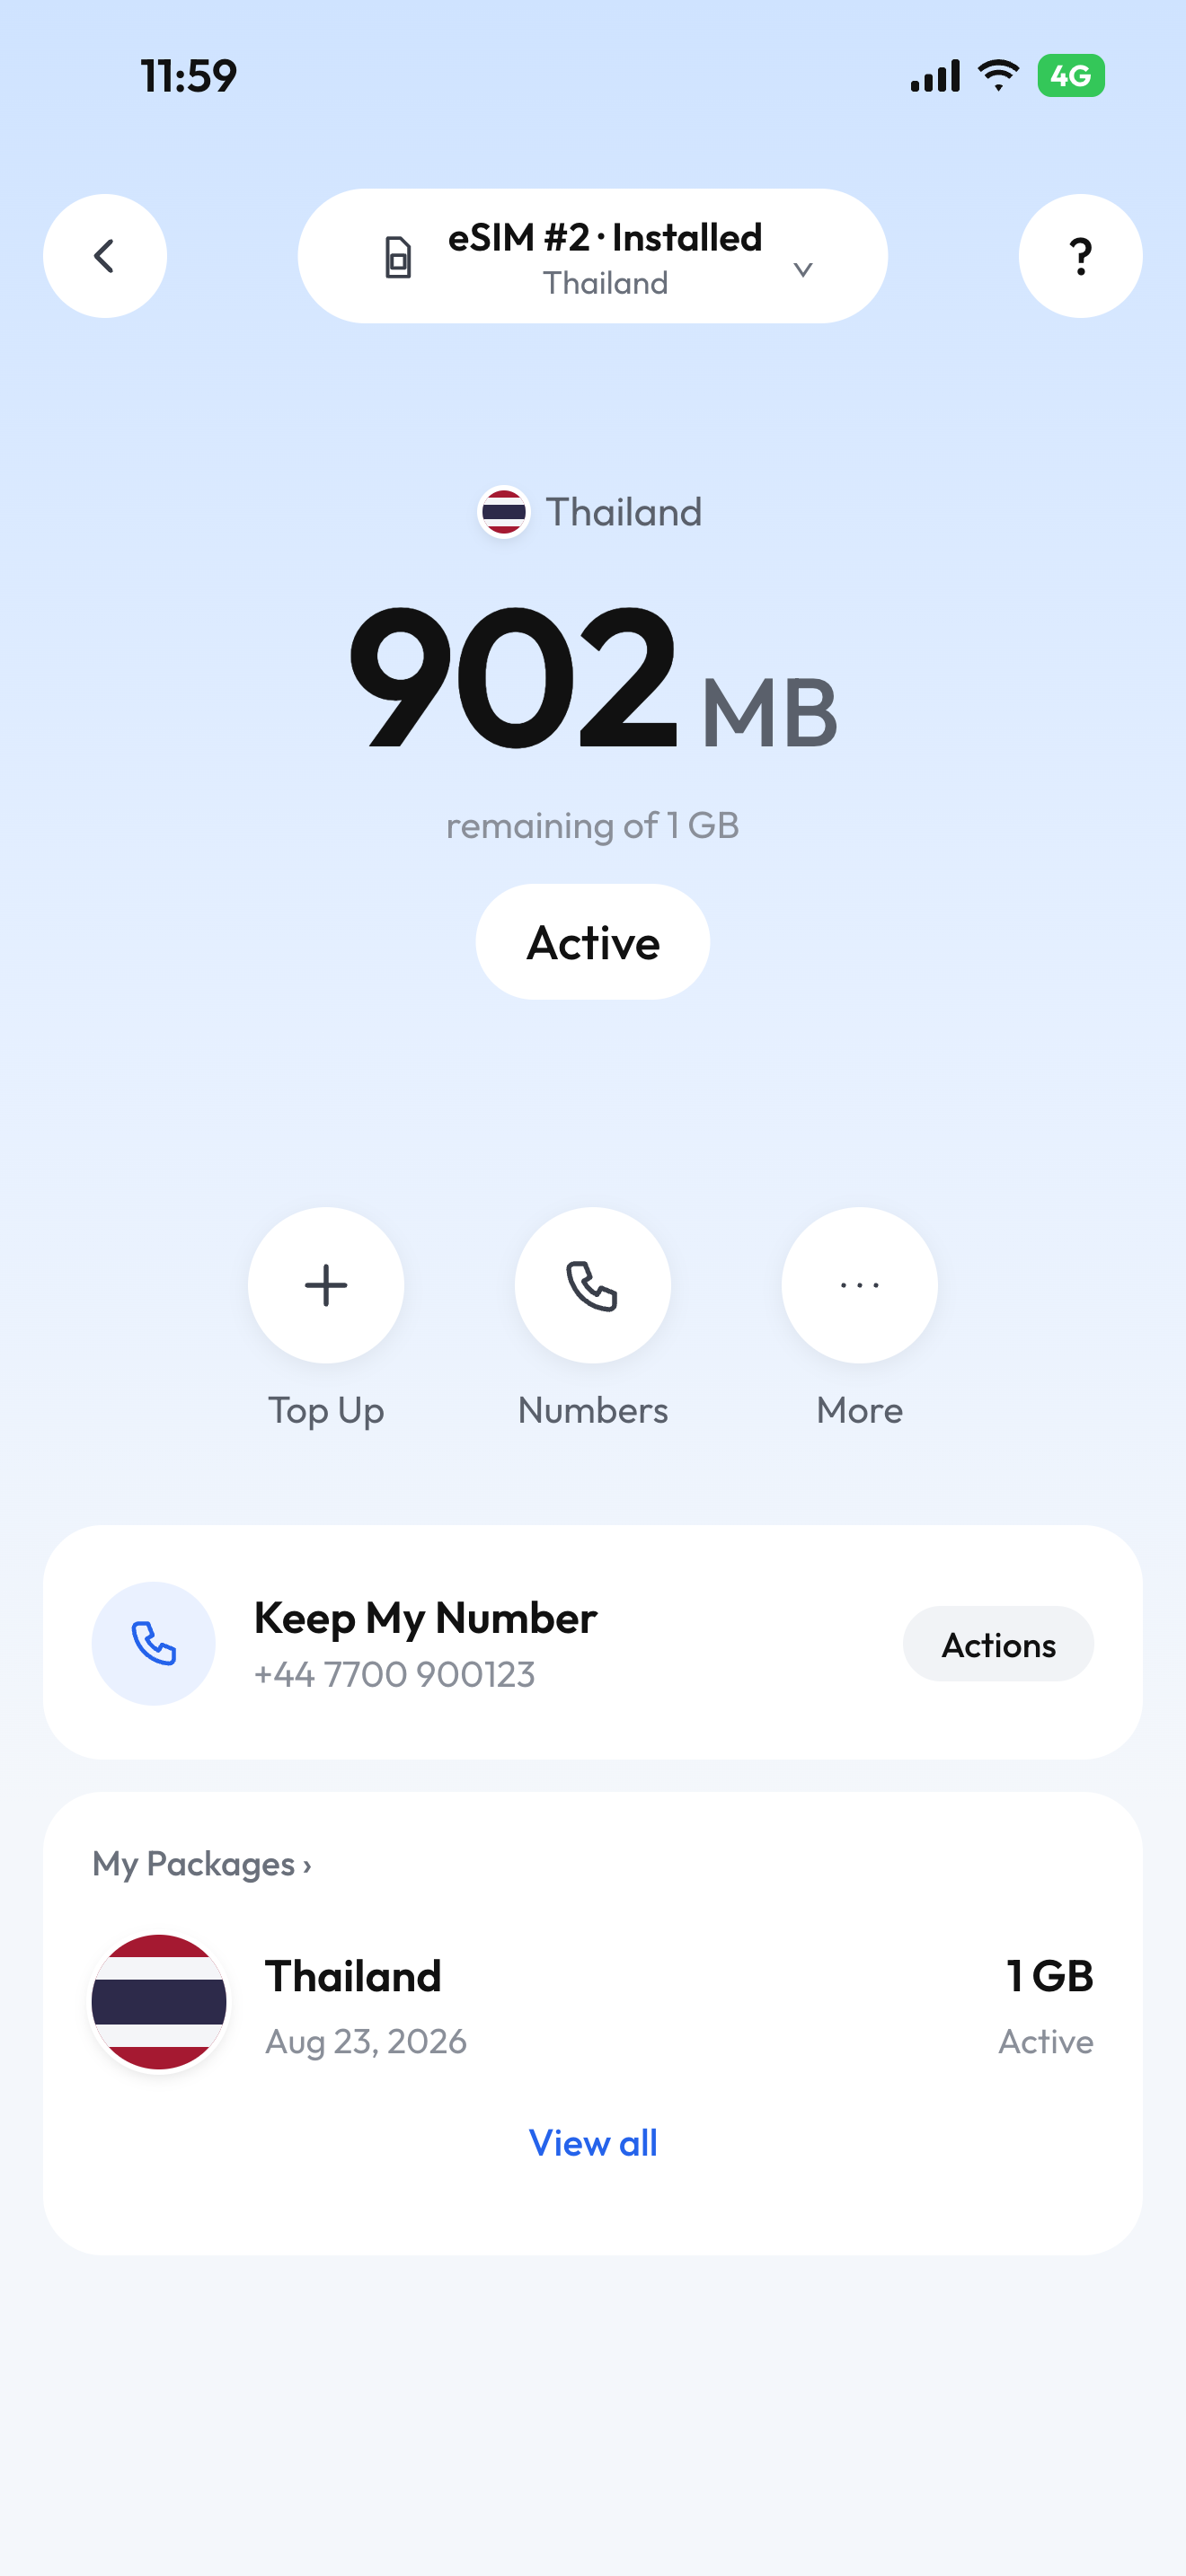 11:59
4G
eSIM #2 · Installed
Thailand
?
Thailand
902 MB
remaining of 1 GB
Active
Top Up
Numbers
More
Keep My Number
+44 7700 900123
Actions
My Packages ›
Thailand
1 GB
Aug 23, 2026
Active
View all